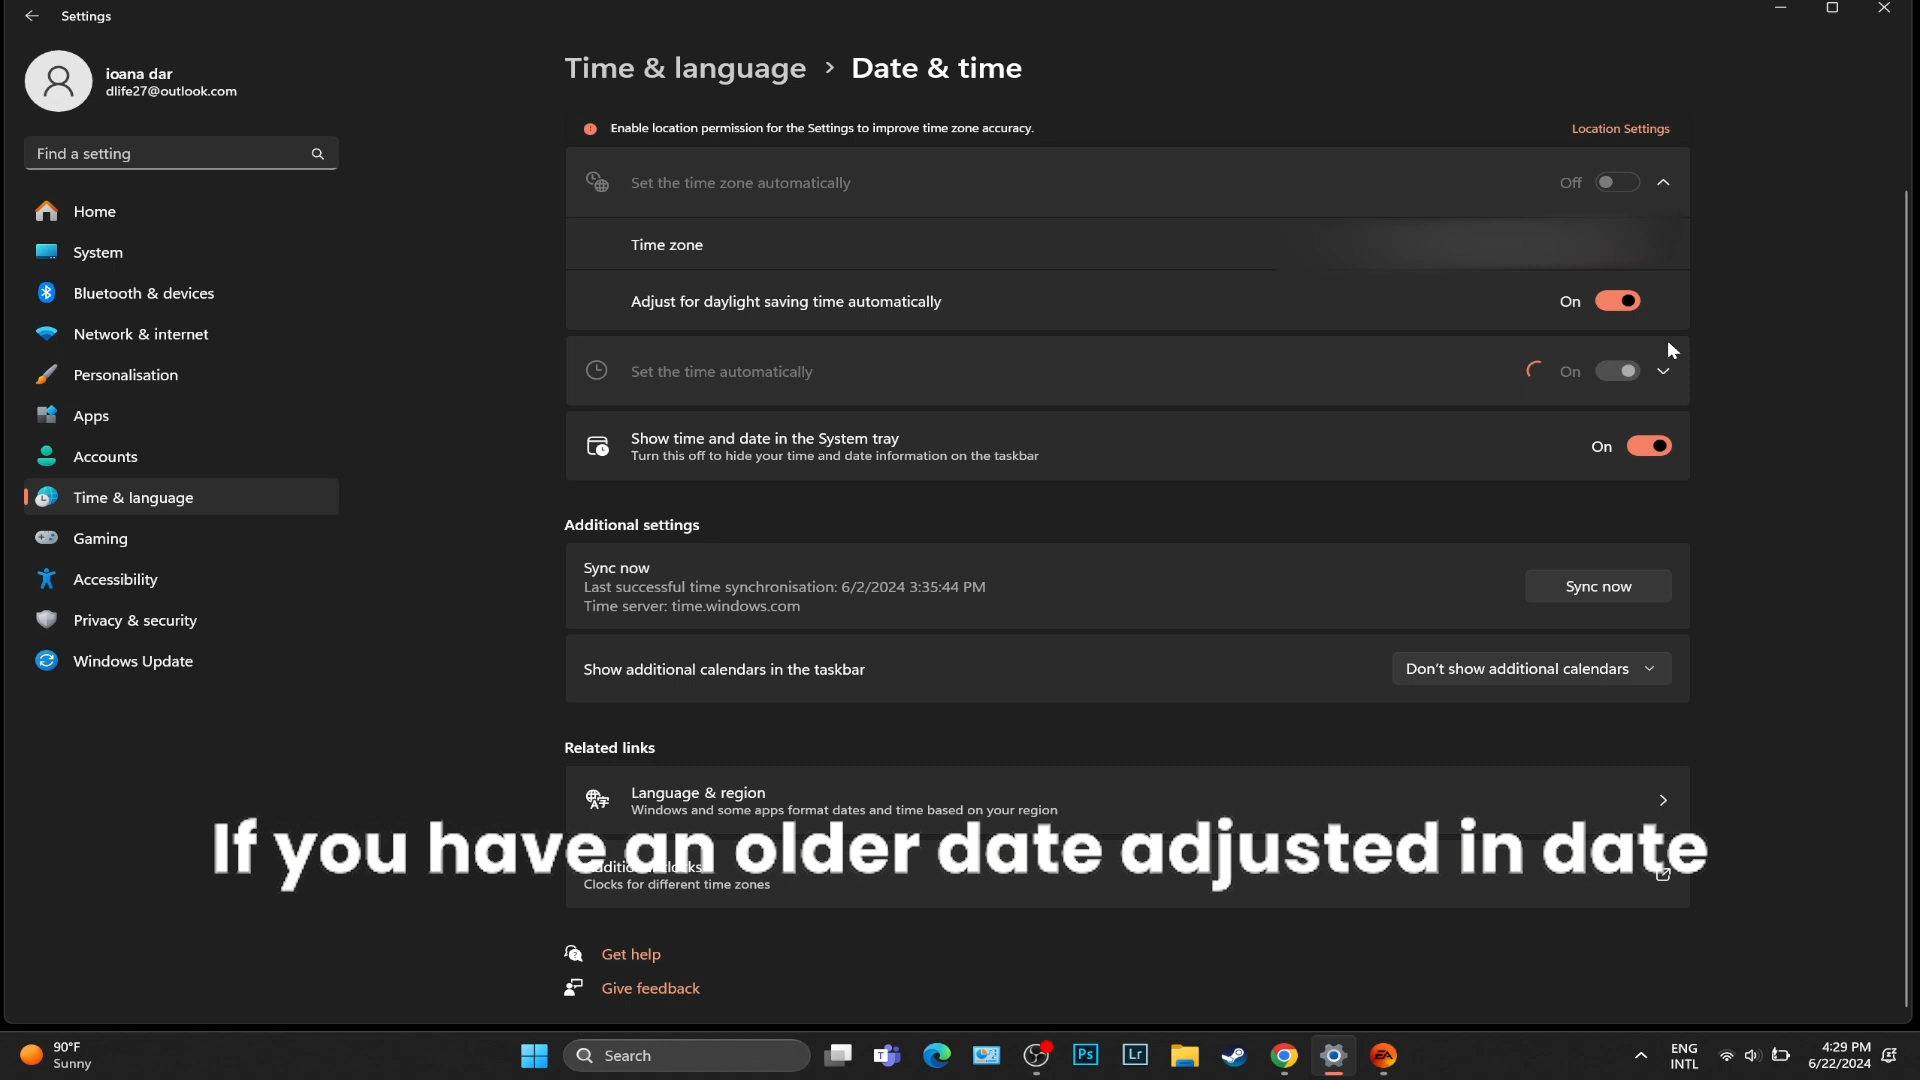 Settings
ioana dar
dlife27@outlook.com
Find a setting
Home
System
Bluetooth & devices
Network & internet
Personalisation
Apps
Accounts
Time & language
Gaming
Accessibility
Privacy & security
Windows Update
Time & language > Date & time
Enable location permission for the Settings to improve time zone accuracy.
Location Settings
Set the time zone automatically
Off
Time zone
Adjust for daylight saving time automatically
On
Set the time automatically
On
Show time and date in the System tray
Turn this off to hide your time and date information on the taskbar
On
Additional settings
Sync now
Last successful time synchronisation: 6/2/2024 3:35:44 PM
Time server: time.windows.com
Sync now
Show additional calendars in the taskbar
Don't show additional calendars
Related links
Language & region
Windows and some apps format dates and time based on your region
If you have an older date adjusted in date
Clocks for different time zones
Get help
Give feedback
90°F
Sunny
Search
Ps
Lr
EA
ENG
INTL
4:29 PM
6/22/2024